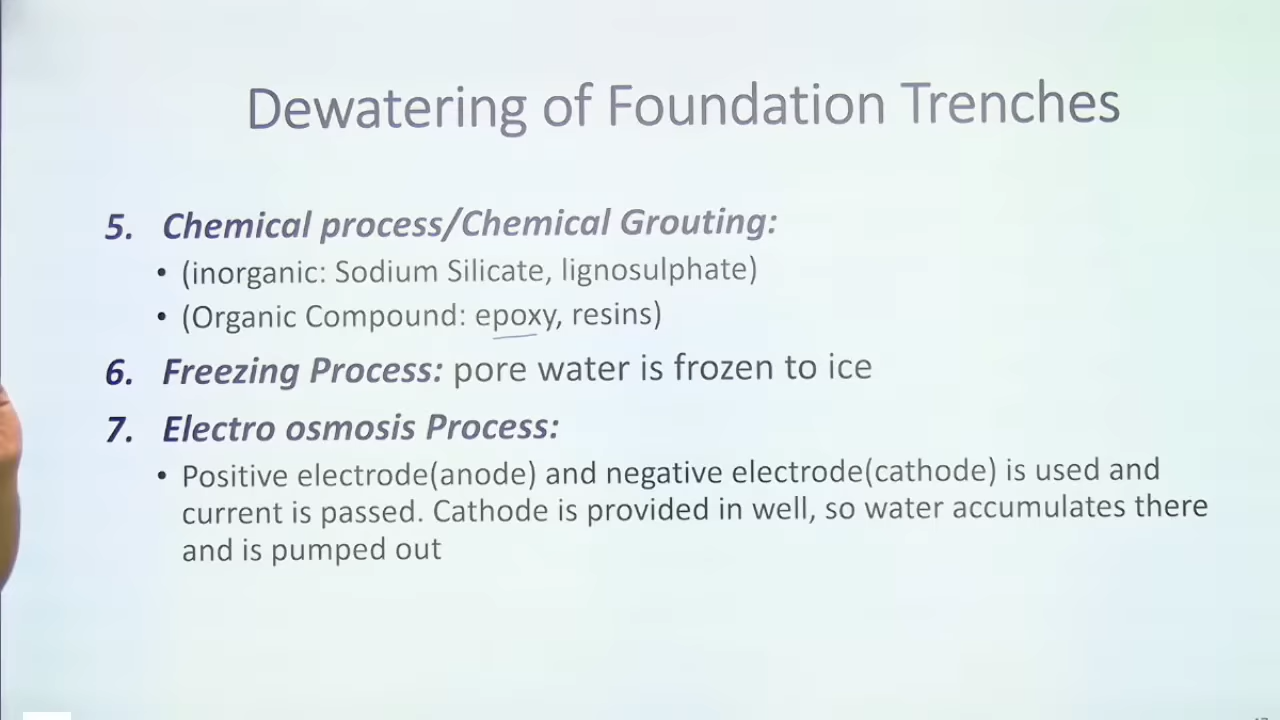 Dewatering of Foundation Trenches
5. Chemical process/Chemical Grouting:
• (inorganic: Sodium Silicate, lignosulphate)
• (Organic Compound: epoxy, resins)
6. Freezing Process: pore water is frozen to ice
7. Electro osmosis Process:
• Positive electrode(anode) and negative electrode(cathode) is used and
current is passed. Cathode is provided in well, so water accumulates there
and is pumped out